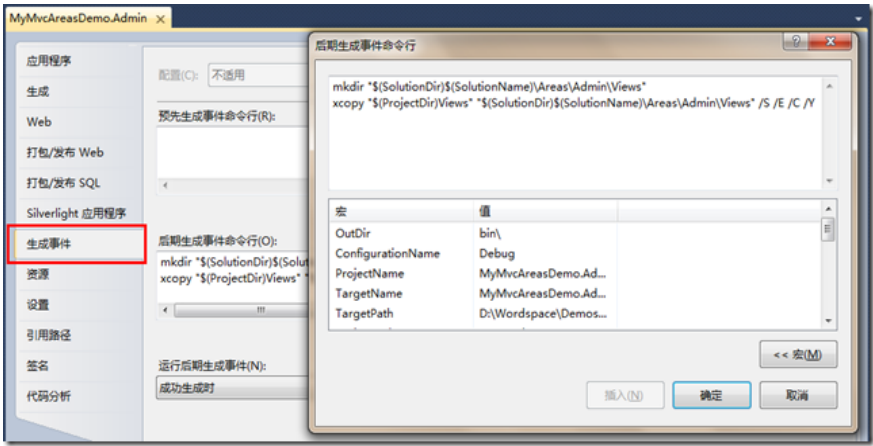 MyMvcAreasDemo.Admin
应用程序
生成
Web
打包/发布 Web
打包/发布 SQL
Silverlight 应用程序
生成事件
资源
设置
引用路径
签名
代码分析
配置(C):
不适用
预先生成事件命令行(R):
后期生成事件命令行(O):
mkdir "$(SolutionDir)$(Solut
xcopy "$(ProjectDir)Views" "
运行后期生成事件(N):
成功生成时
后期生成事件命令行
mkdir "$(SolutionDir)$(SolutionName)\Areas\Admin\Views"
xcopy "$(ProjectDir)Views" "$(SolutionDir)$(SolutionName)\Areas\Admin\Views" /S /E /C /Y
宏 值
OutDir bin\
ConfigurationName Debug
ProjectName MyMvcAreasDemo.Ad...
TargetName MyMvcAreasDemo.Ad...
TargetPath D:\Wordspace\Demos...
<< 宏(M)
插入(N) 确定 取消